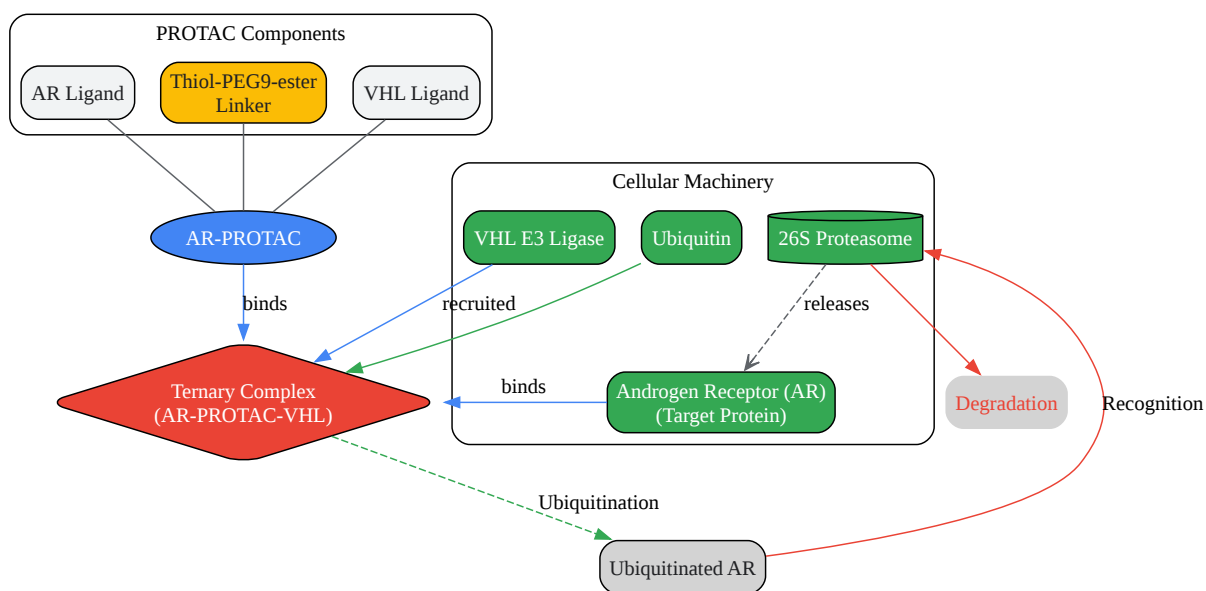 PROTAC Components
AR Ligand
Thiol-PEG9-ester
Linker
VHL Ligand
Cellular Machinery
AR-PROTAC
VHL E3 Ligase
Ubiquitin
26S Proteasome
binds
recruited
releases
Ternary Complex
(AR-PROTAC-VHL)
binds
Androgen Receptor (AR)
(Target Protein)
Degradation
Recognition
Ubiquitination
Ubiquitinated AR